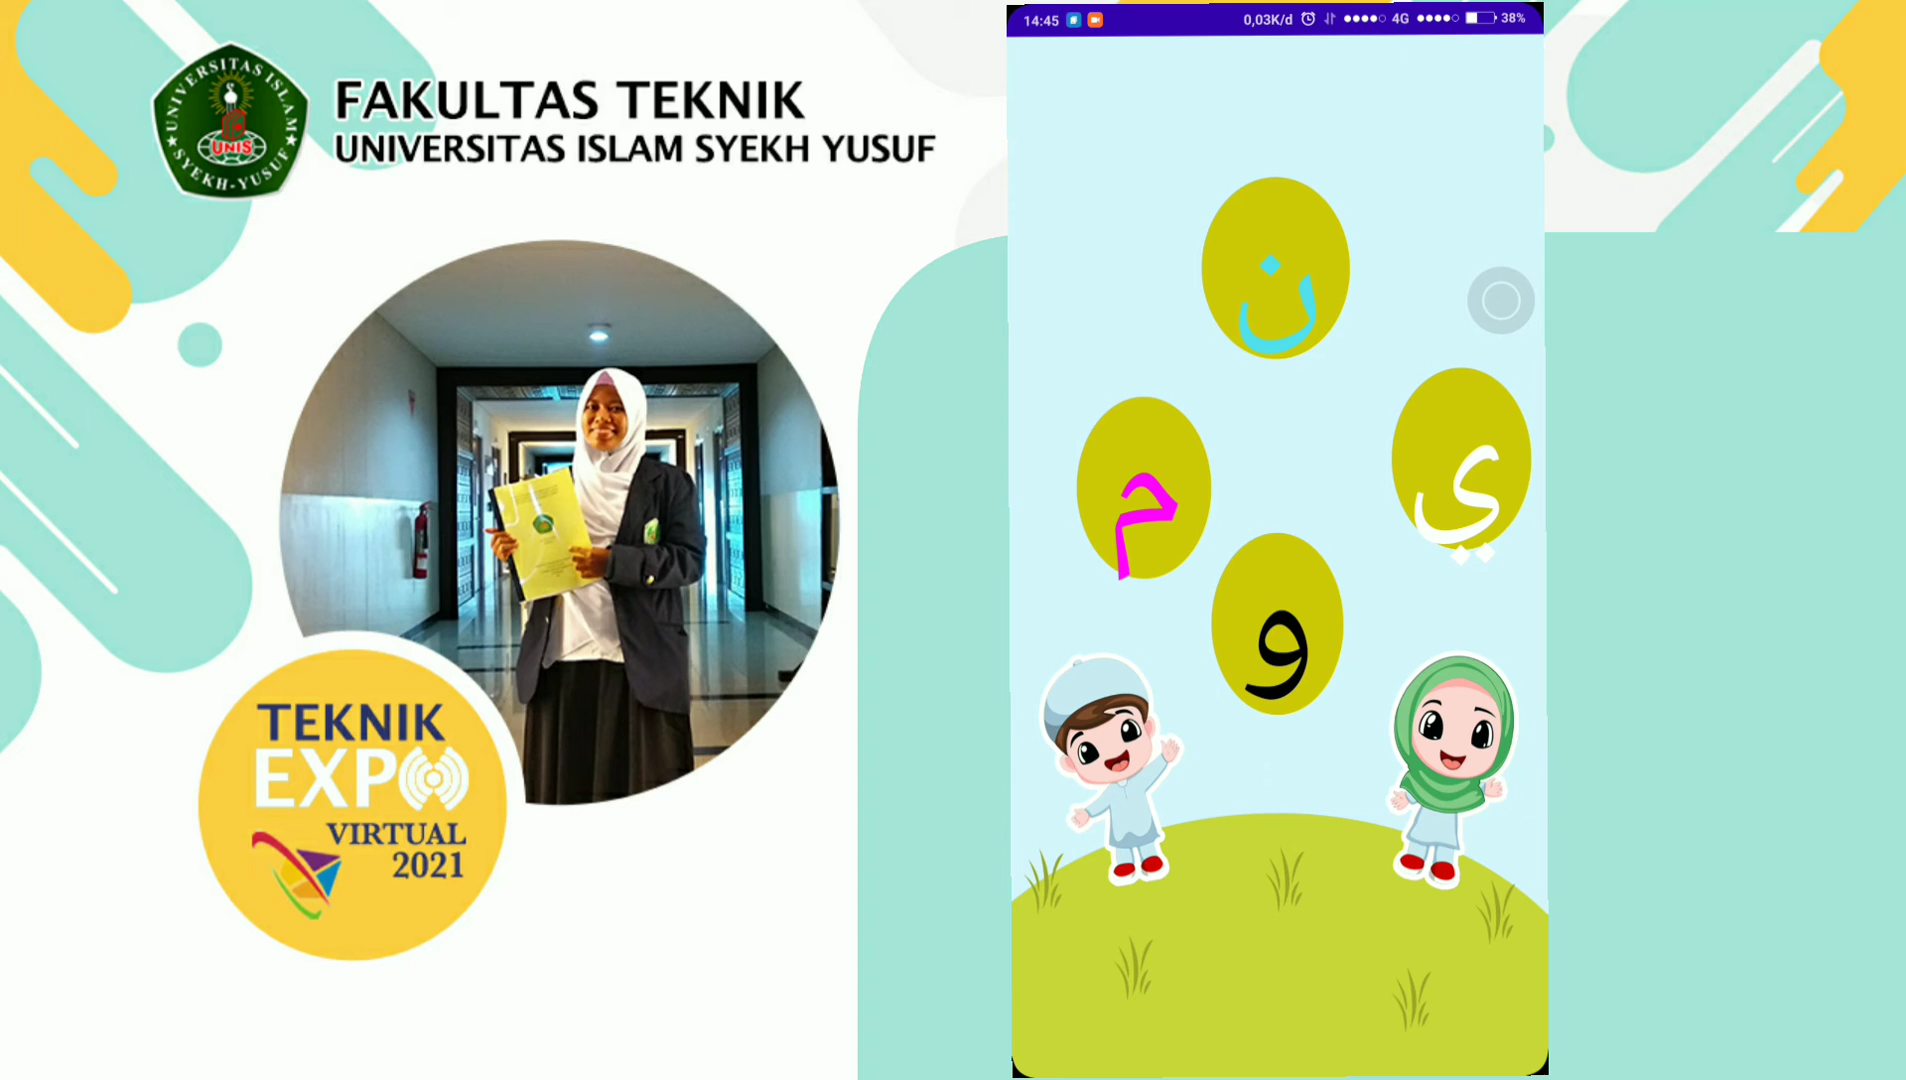 UNIVERSITAS ISLAM
UNIS
SYEKH-YUSUF
FAKULTAS TEKNIK
UNIVERSITAS ISLAM SYEKH YUSUF
TEKNIK
EXPO
VIRTUAL
2021
14:45 0,03K/d 4G 38%
ن
ي
م
و